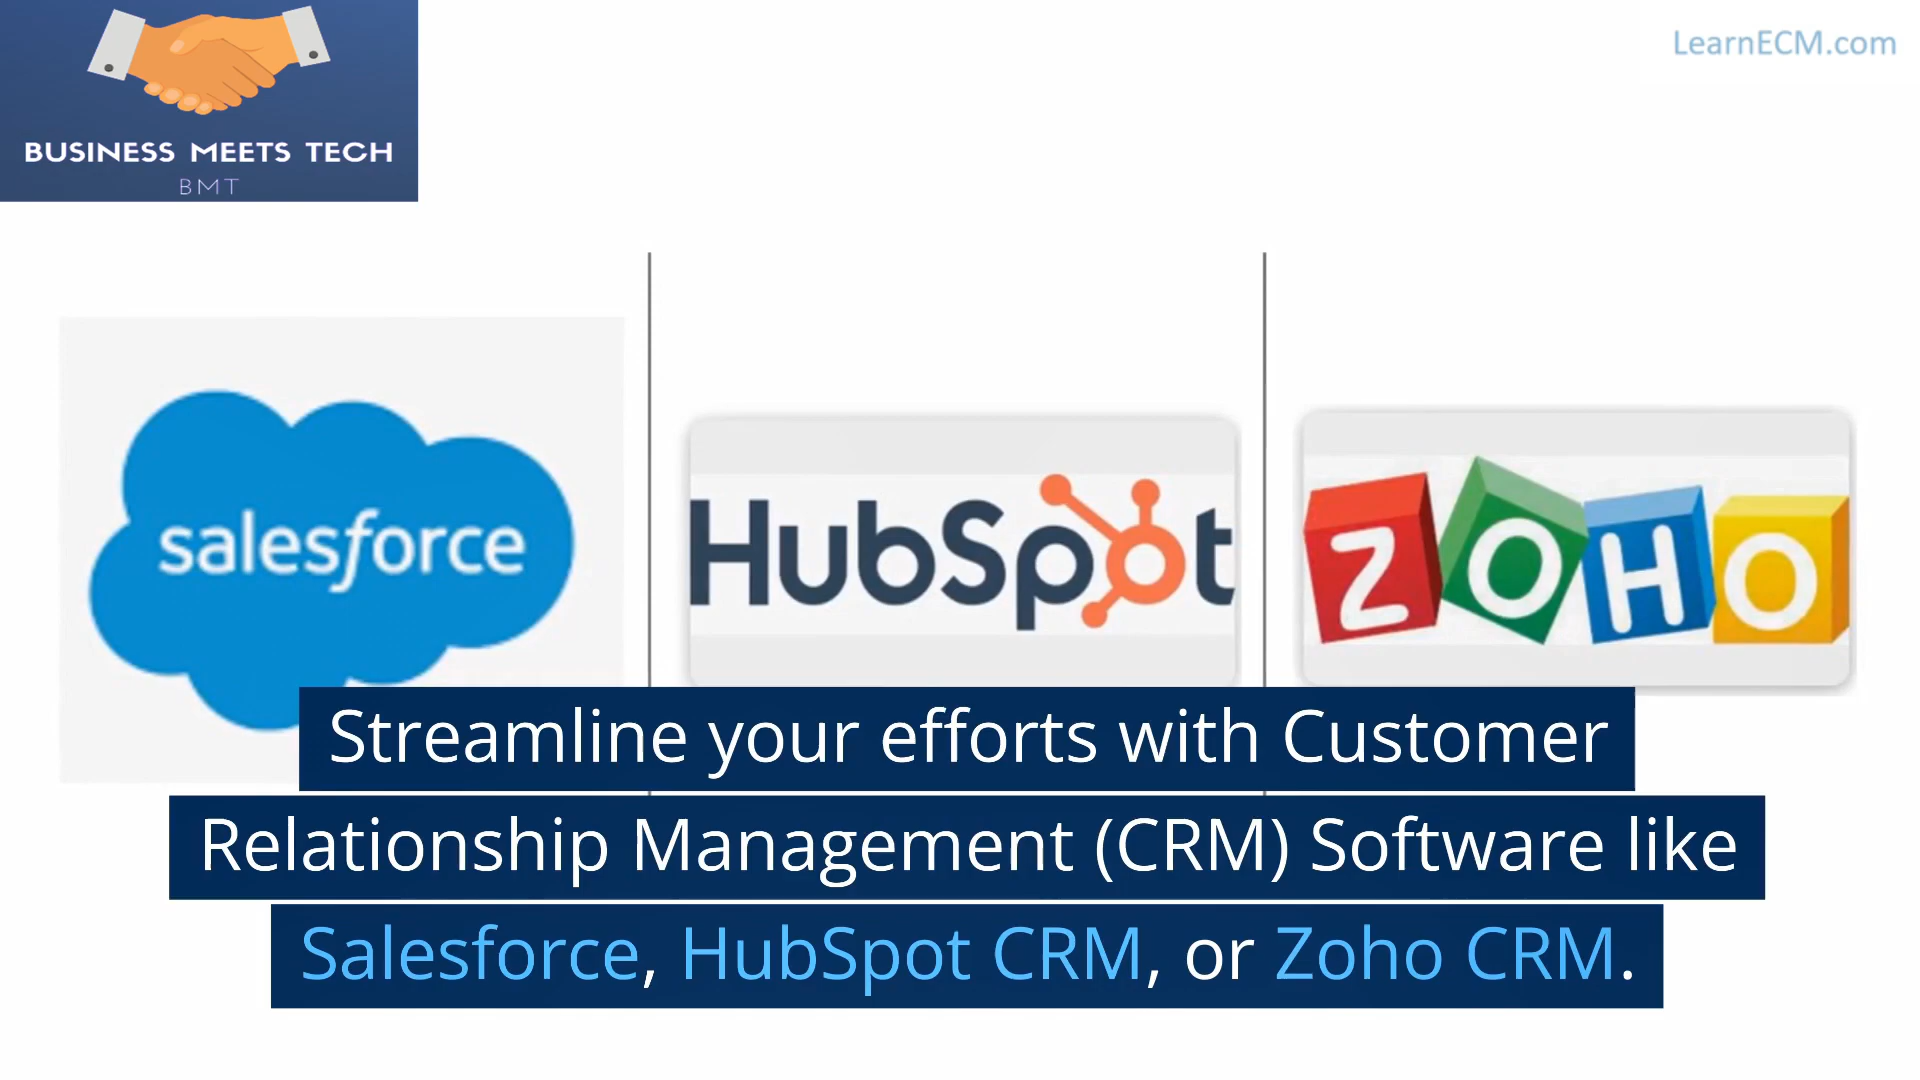 BUSINESS MEETS TECH
BMT
LearnECM.com
salesforce
HubSpot
ZOHO
Streamline your efforts with Customer
Relationship Management (CRM) Software like
Salesforce, HubSpot CRM, or Zoho CRM.